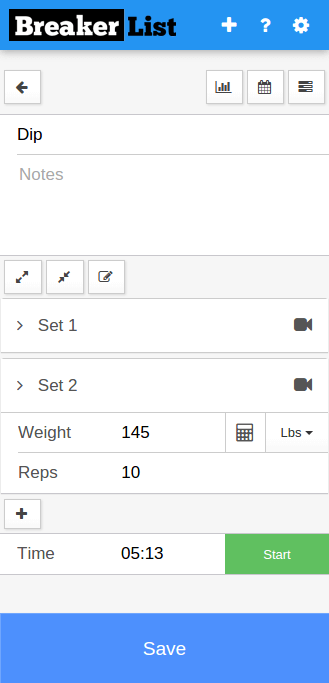 Breaker List
Dip
Notes
Set 1
Set 2
Weight 145 Lbs
Reps 10
Time 05:13 Start
Save